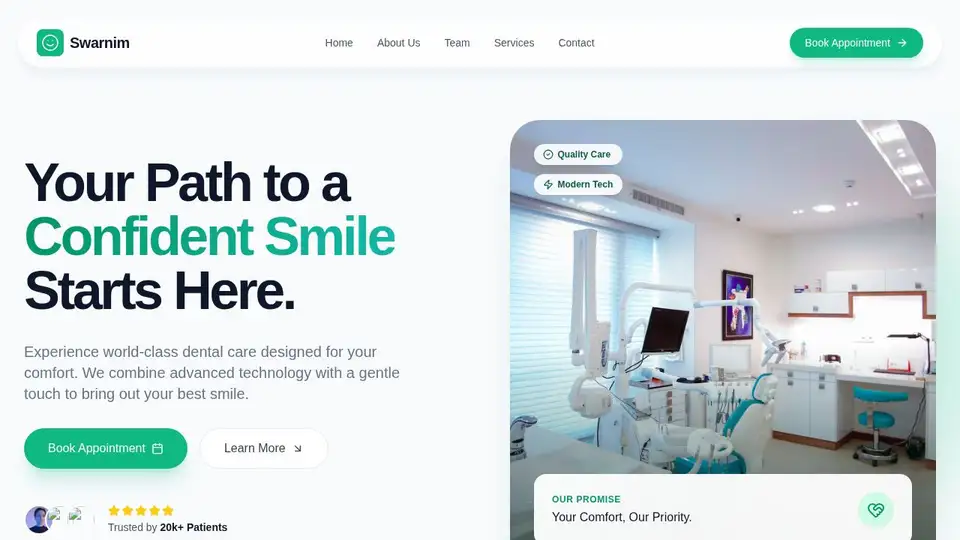 Swarnim
Home
About Us
Team
Services
Contact
Book Appointment
Your Path to a
Confident Smile
Starts Here.
Experience world-class dental care designed for your
comfort. We combine advanced technology with a gentle
touch to bring out your best smile.
Book Appointment
Learn More
Trusted by 20k+ Patients
Quality Care
Modern Tech
OUR PROMISE
Your Comfort, Our Priority.